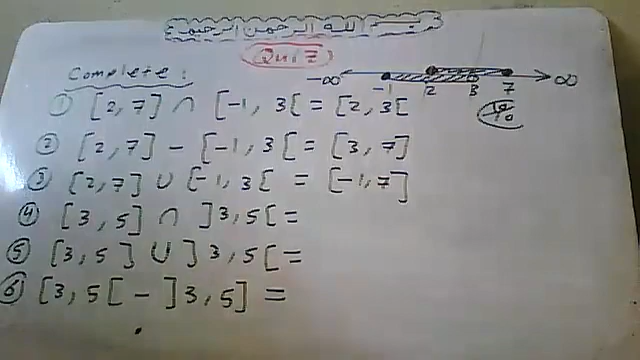 بسم الله الرحمن الرحيم
Quiz
Complete:
-∞ -1 2 3 7 ∞
① [2, 7] ∩ [-1, 3[ = [2, 3[
② [2, 7] - [-1, 3[ = [3, 7]
③ [2, 7] ∪ [-1, 3[ = [-1, 7]
④ [3, 5] ∩ ]3, 5[ =
⑤ [3, 5] ∪ ]3, 5[ =
⑥ [3, 5[ - ]3, 5] =